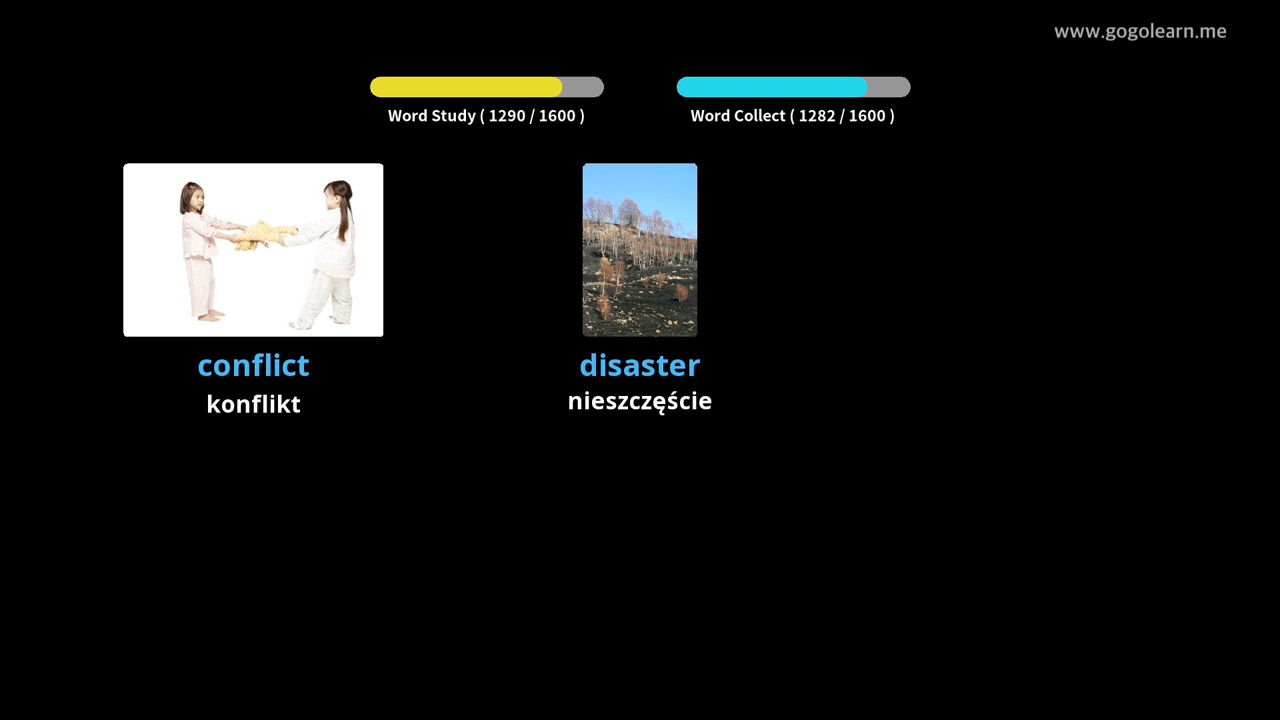 www.gogolearn.me
Word Study ( 1290 / 1600 )
Word Collect ( 1282 / 1600 )
conflict
konflikt
disaster
nieszczęście